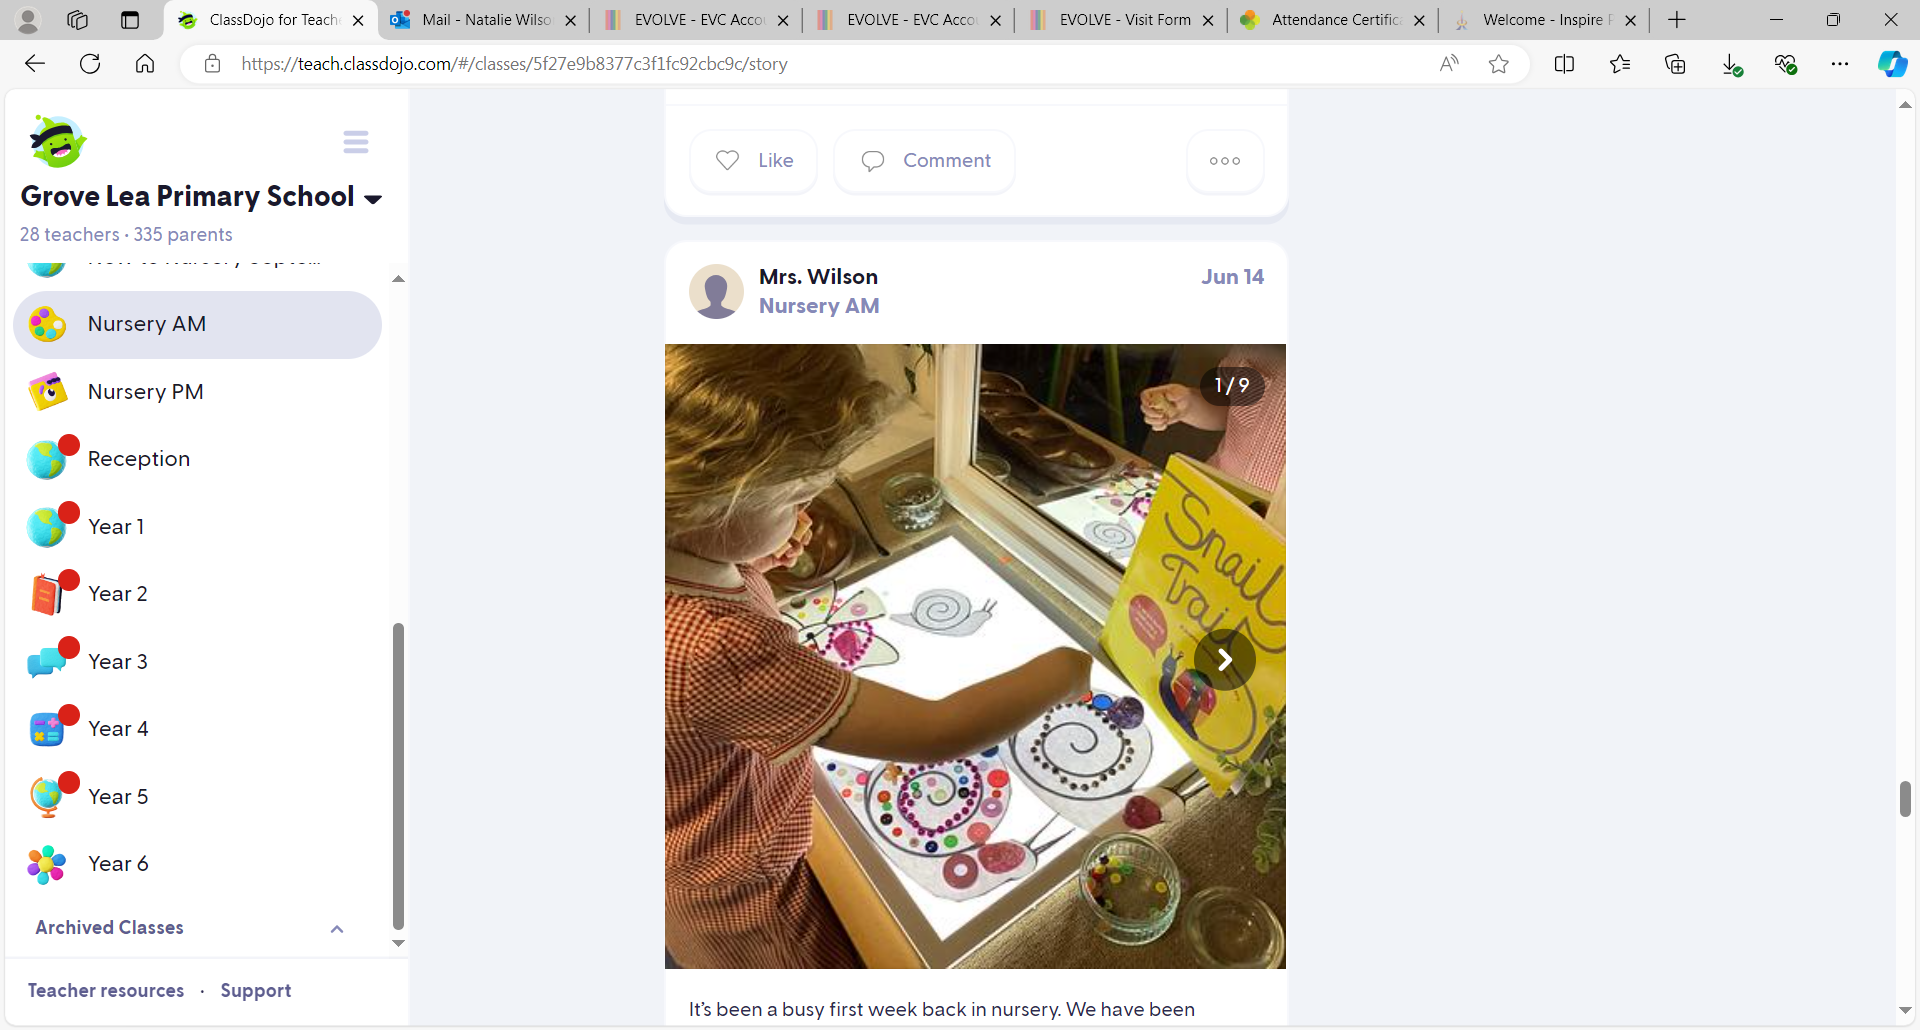 ClassDojo for Teach
Mail - Natalie Wilso
EVOLVE - EVC Acco
EVOLVE - EVC Acco
EVOLVE - Visit Form
Attendance Certific
Welcome - Inspire P
https://teach.classdojo.com/#/classes/5f27e9b8377c3f1fc92cbc9c/story
Grove Lea Primary School
28 teachers · 335 parents
Nursery AM
Nursery PM
Reception
Year 1
Year 2
Year 3
Year 4
Year 5
Year 6
Archived Classes
Teacher resources · Support
Like
Comment
Mrs. Wilson
Jun 14
Nursery AM
1/9
Snail
Trail
It's been a busy first week back in nursery. We have been